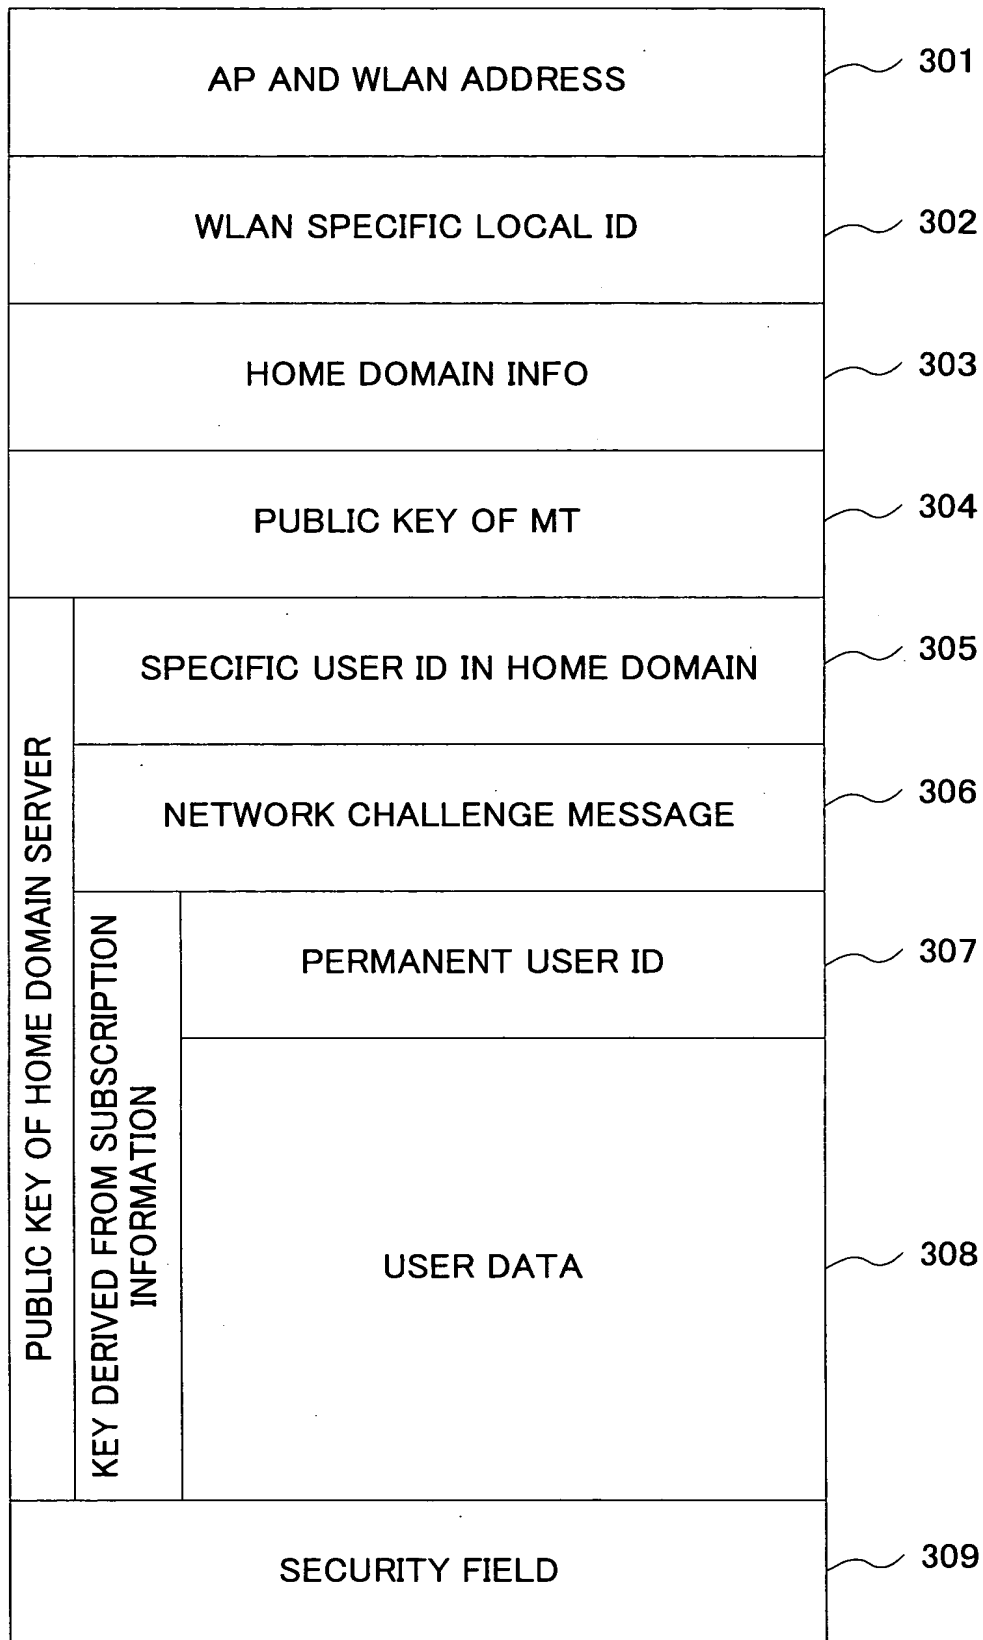 AP AND WLAN ADDRESS
301
WLAN SPECIFIC LOCAL ID
302
HOME DOMAIN INFO
303
PUBLIC KEY OF MT
304
PUBLIC KEY OF HOME DOMAIN SERVER
SPECIFIC USER ID IN HOME DOMAIN
305
NETWORK CHALLENGE MESSAGE
306
KEY DERIVED FROM SUBSCRIPTION
INFORMATION
PERMANENT USER ID
307
USER DATA
308
SECURITY FIELD
309